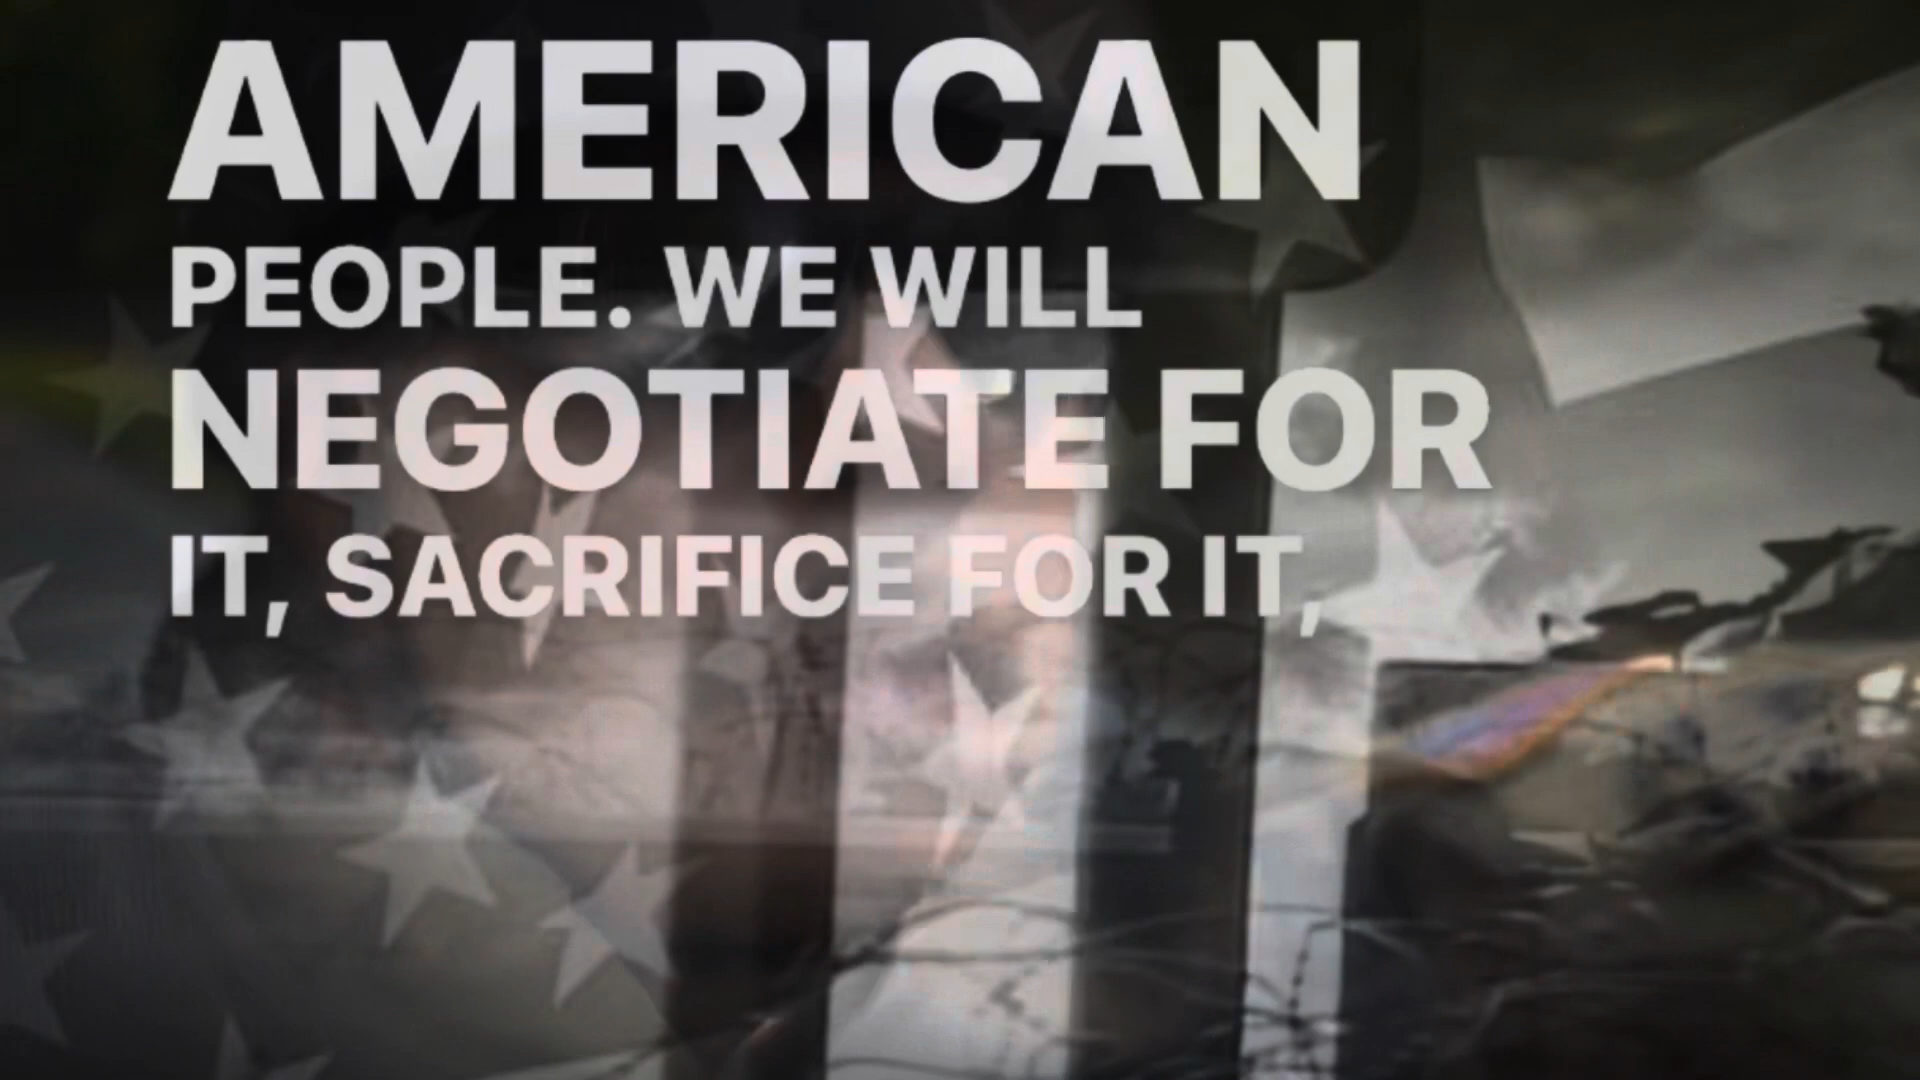 AMERICAN
PEOPLE. WE WILL
NEGOTIATE FOR
IT, SACRIFICE FOR IT,